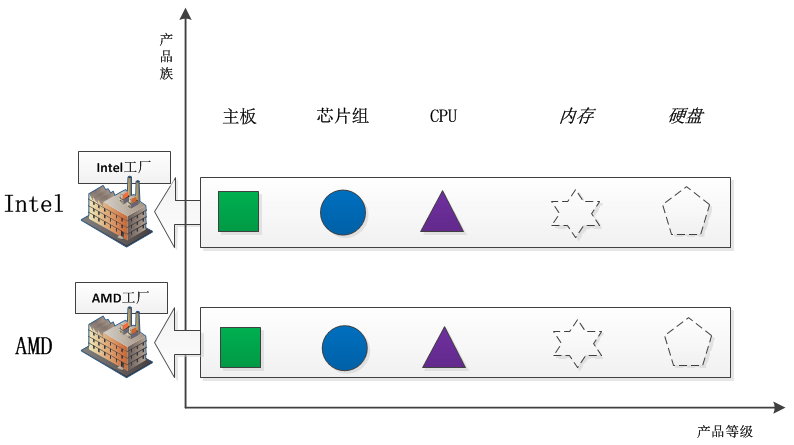 产品族
主板 芯片组 CPU 内存 硬盘
Intel工厂
Intel
AMD工厂
AMD
产品等级